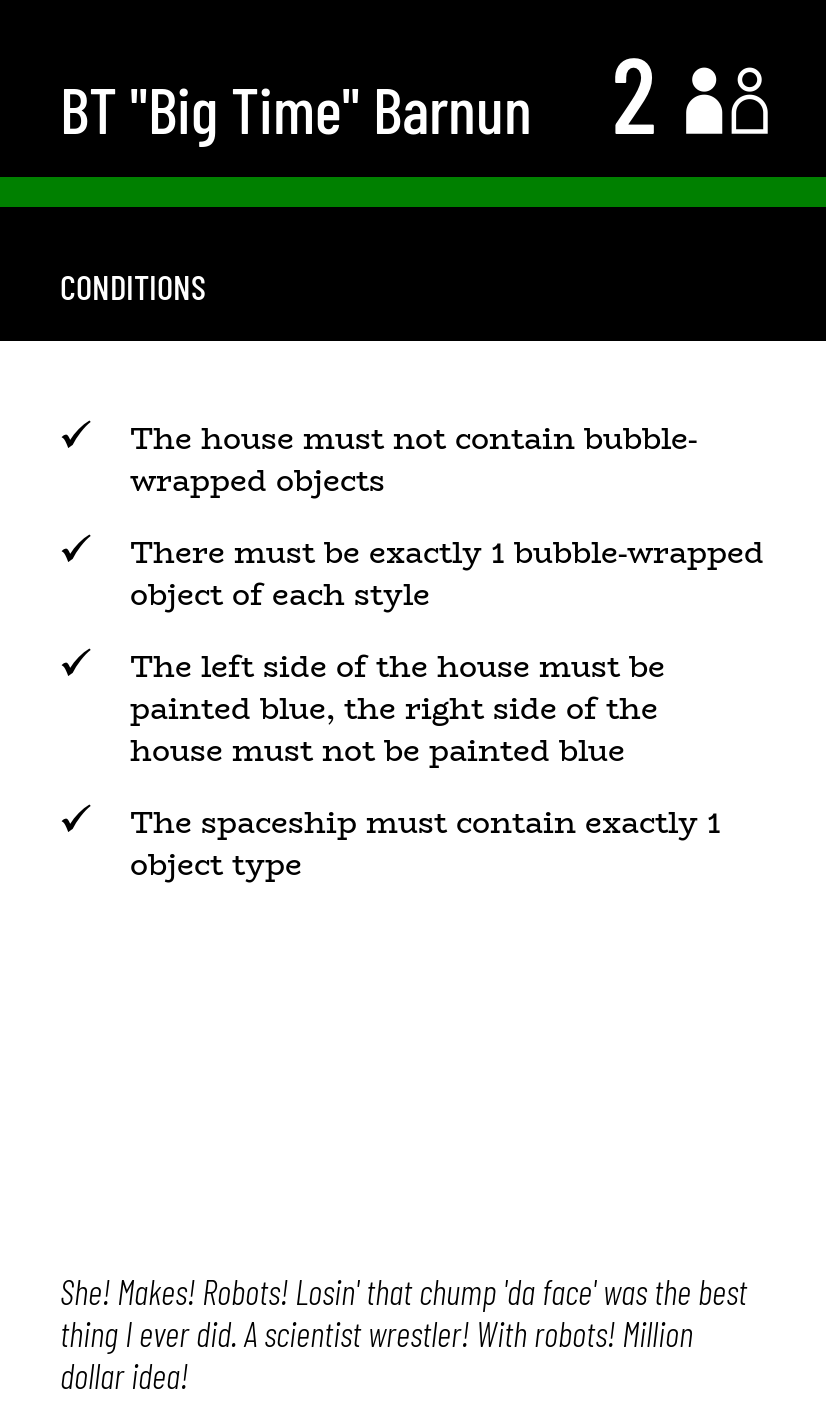 BT "Big Time" Barnun 2
CONDITIONS
✓ The house must not contain bubble-
wrapped objects
✓ There must be exactly 1 bubble-wrapped
object of each style
✓ The left side of the house must be
painted blue, the right side of the
house must not be painted blue
✓ The spaceship must contain exactly 1
object type
She! Makes! Robots! Losin' that chump 'da face' was the best
thing I ever did. A scientist wrestler! With robots! Million
dollar idea!